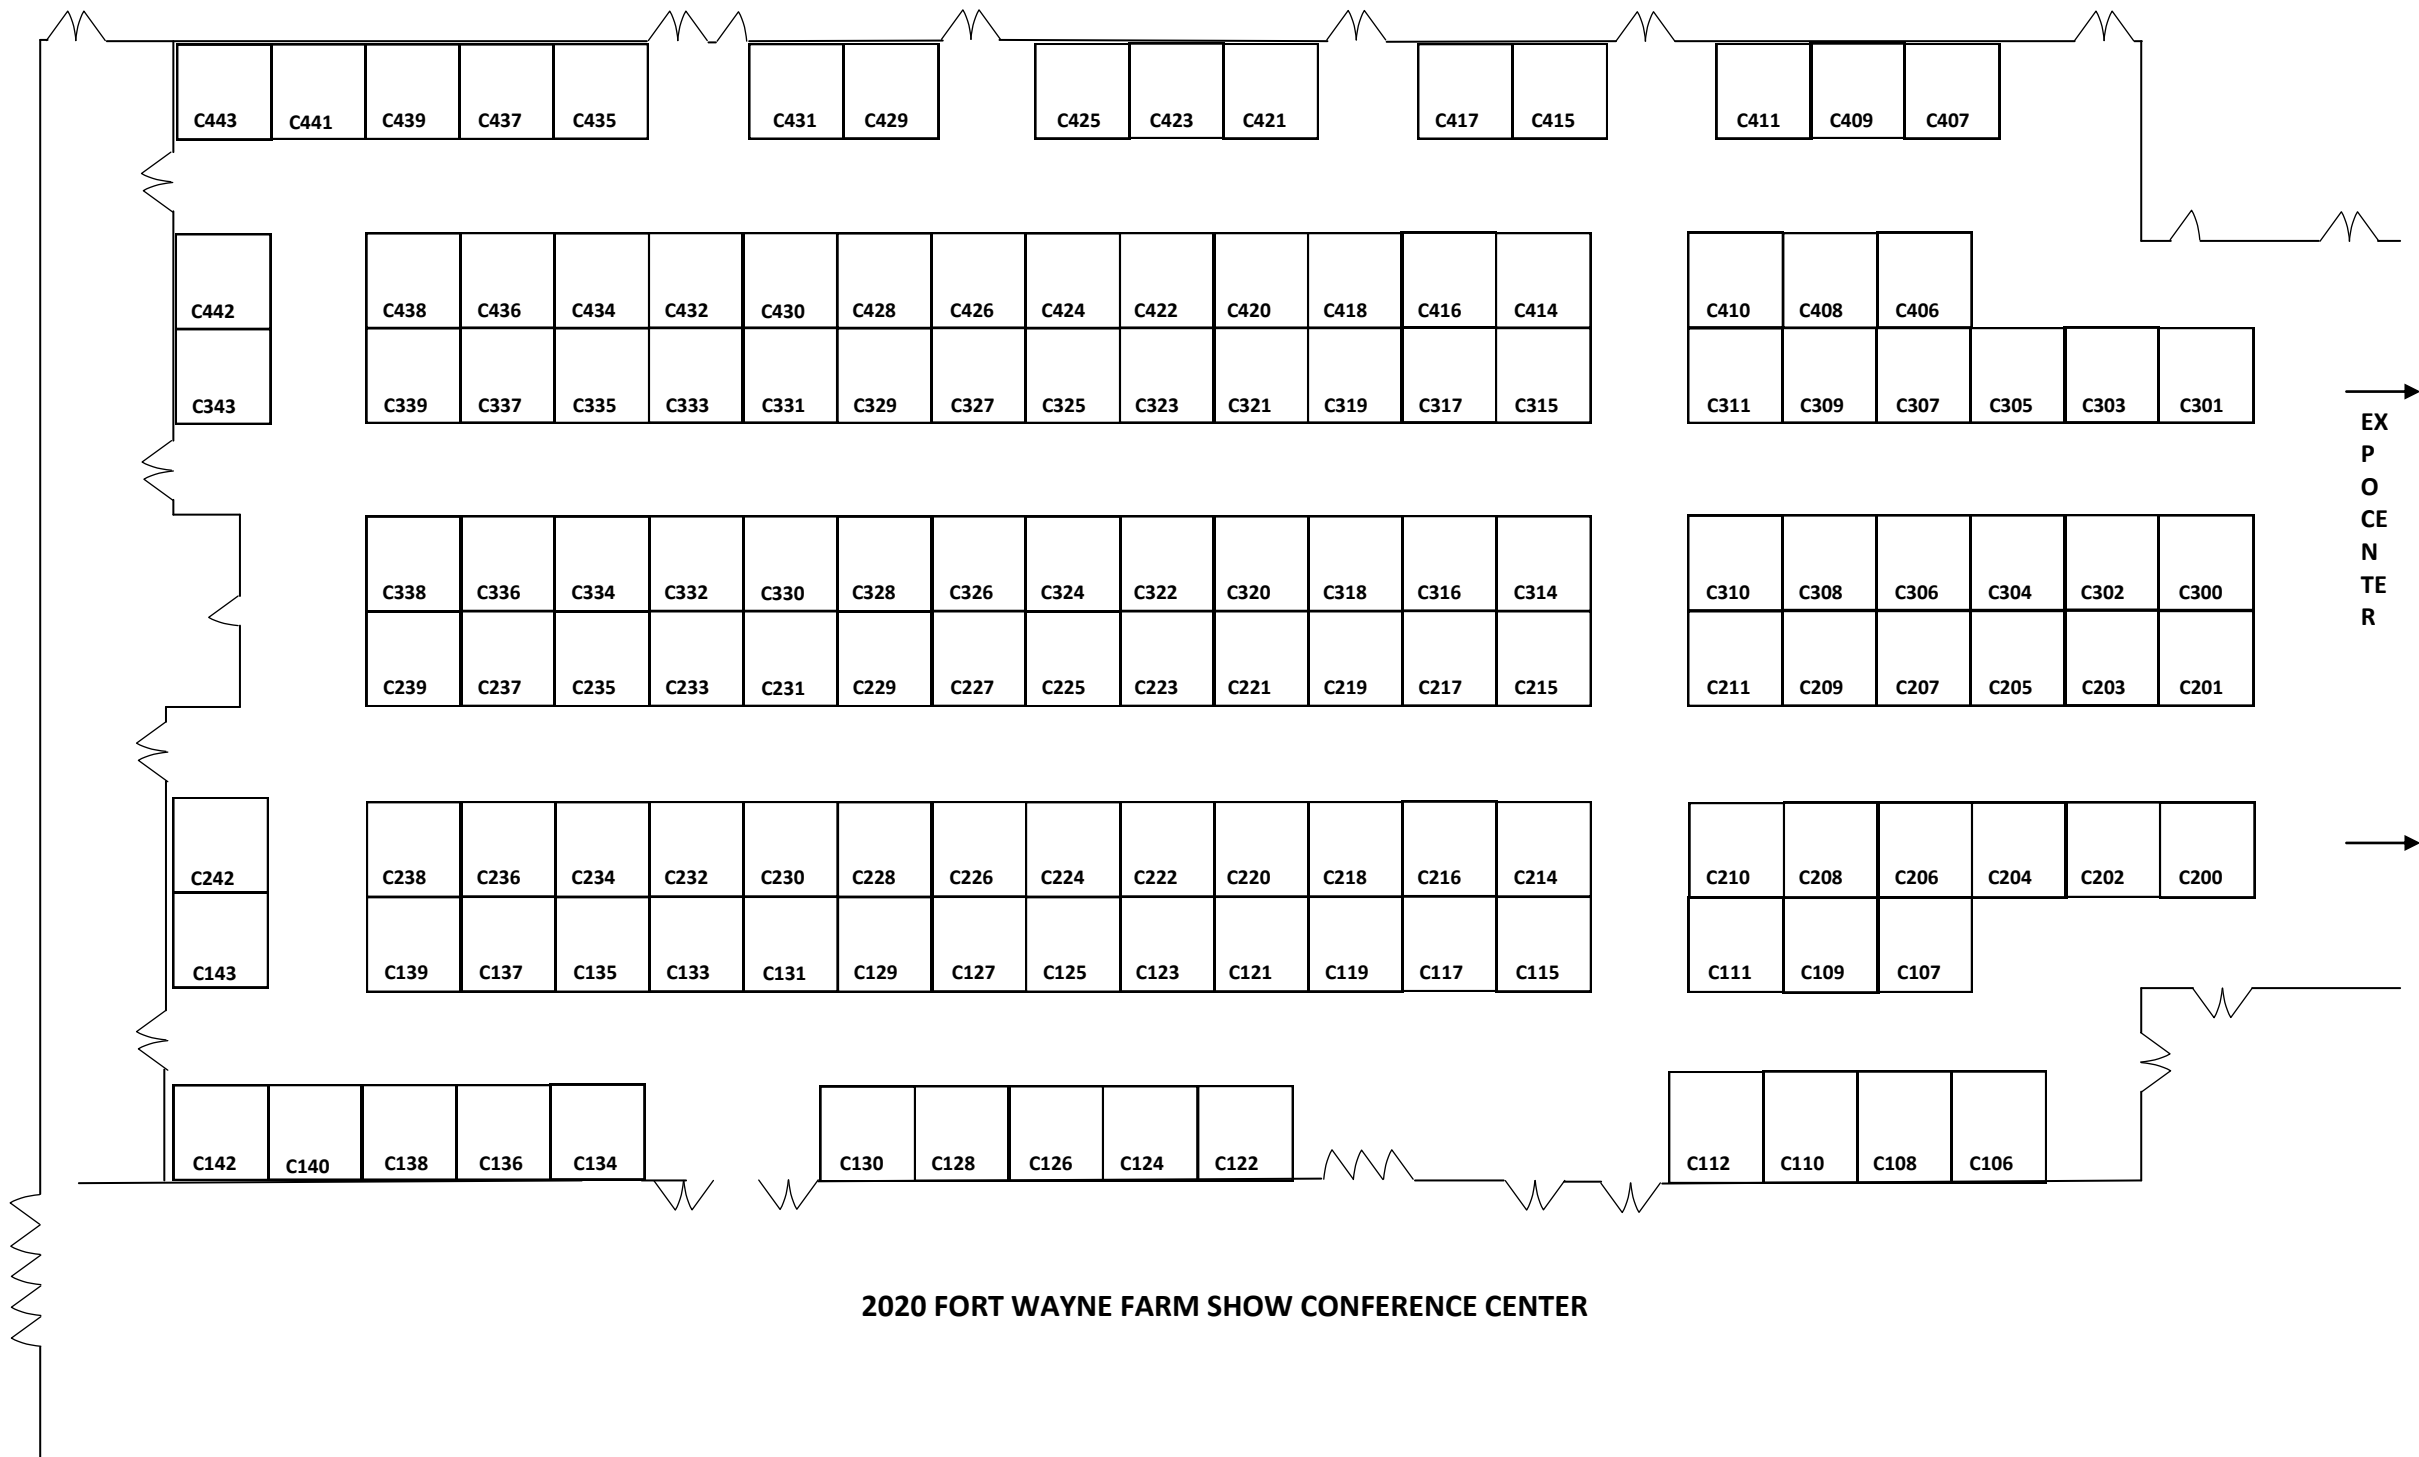 C443 C441 C439 C437 C435 C431 C429 C425 C423 C421 C417 C415 C411 C409 C407
C442 C438 C436 C434 C432 C430 C428 C426 C424 C422 C420 C418 C416 C414 C410 C408 C406
C343 C339 C337 C335 C333 C331 C329 C327 C325 C323 C321 C319 C317 C315 C311 C309 C307 C305 C303 C301
EX
P
O
CE
N
TE
R
C338 C336 C334 C332 C330 C328 C326 C324 C322 C320 C318 C316 C314 C310 C308 C306 C304 C302 C300
C239 C237 C235 C233 C231 C229 C227 C225 C223 C221 C219 C217 C215 C211 C209 C207 C205 C203 C201
C242 C238 C236 C234 C232 C230 C228 C226 C224 C222 C220 C218 C216 C214 C210 C208 C206 C204 C202 C200
C143 C139 C137 C135 C133 C131 C129 C127 C125 C123 C121 C119 C117 C115 C111 C109 C107
C142 C140 C138 C136 C134 C130 C128 C126 C124 C122 C112 C110 C108 C106
2020 FORT WAYNE FARM SHOW CONFERENCE CENTER